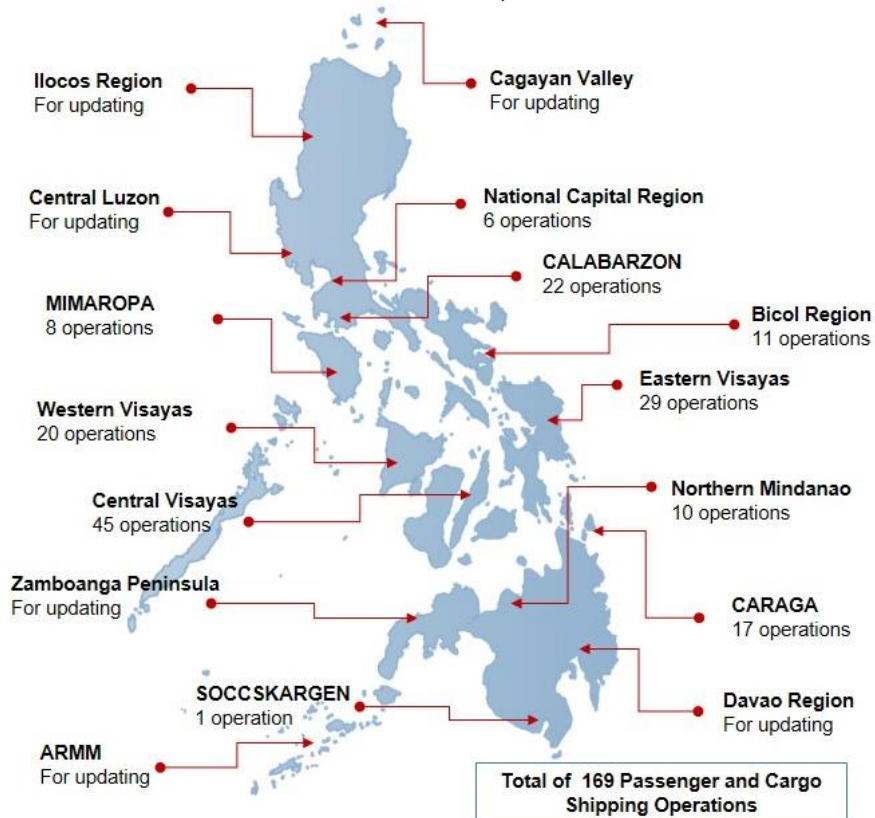 Cagayan Valley
For updating
Ilocos Region
For updating
Central Luzon
For updating
National Capital Region
6 operations
CALABARZON
22 operations
MIMAROPA
8 operations
Bicol Region
11 operations
Eastern Visayas
29 operations
Western Visayas
20 operations
Northern Mindanao
10 operations
Central Visayas
45 operations
Zamboanga Peninsula
For updating
CARAGA
17 operations
SOCCSKARGEN
1 operation
Davao Region
For updating
ARMM
For updating
Total of 169 Passenger and Cargo
Shipping Operations